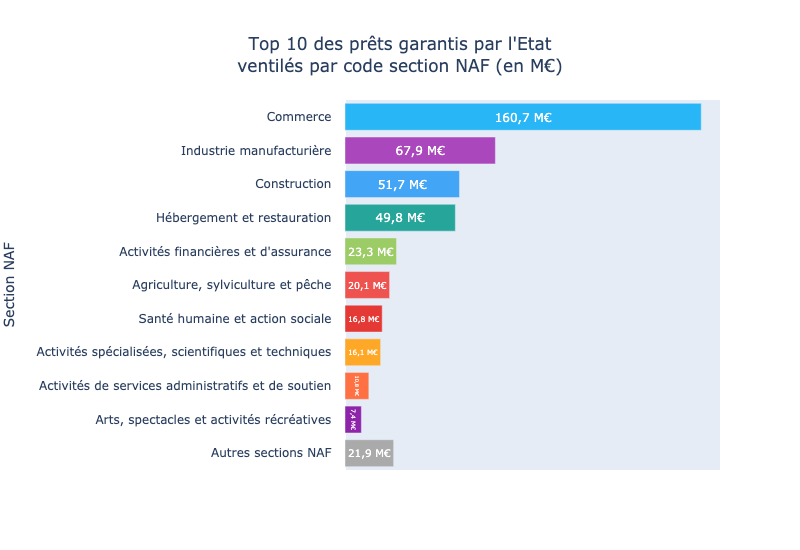 Top 10 des prêts garantis par l'Etat
ventilés par code section NAF (en M€)
Section NAF
Commerce 160,7 M€
Industrie manufacturière 67,9 M€
Construction 51,7 M€
Hébergement et restauration 49,8 M€
Activités financières et d'assurance 23,3 M€
Agriculture, sylviculture et pêche 20,1 M€
Santé humaine et action sociale 16,8 M€
Activités spécialisées, scientifiques et techniques 16,1 M€
Activités de services administratifs et de soutien 10,8 M€
Arts, spectacles et activités récréatives 7,4 M€
Autres sections NAF 21,9 M€